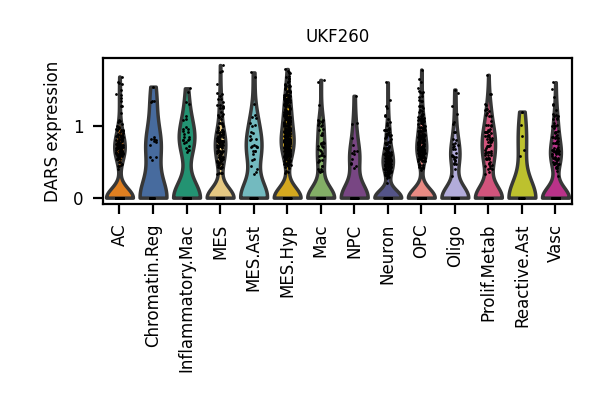 UKF260
DARS expression
1
0
AC
Chromatin.Reg
Inflammatory.Mac
MES
MES.Ast
MES.Hyp
Mac
NPC
Neuron
OPC
Oligo
Prolif.Metab
Reactive.Ast
Vasc